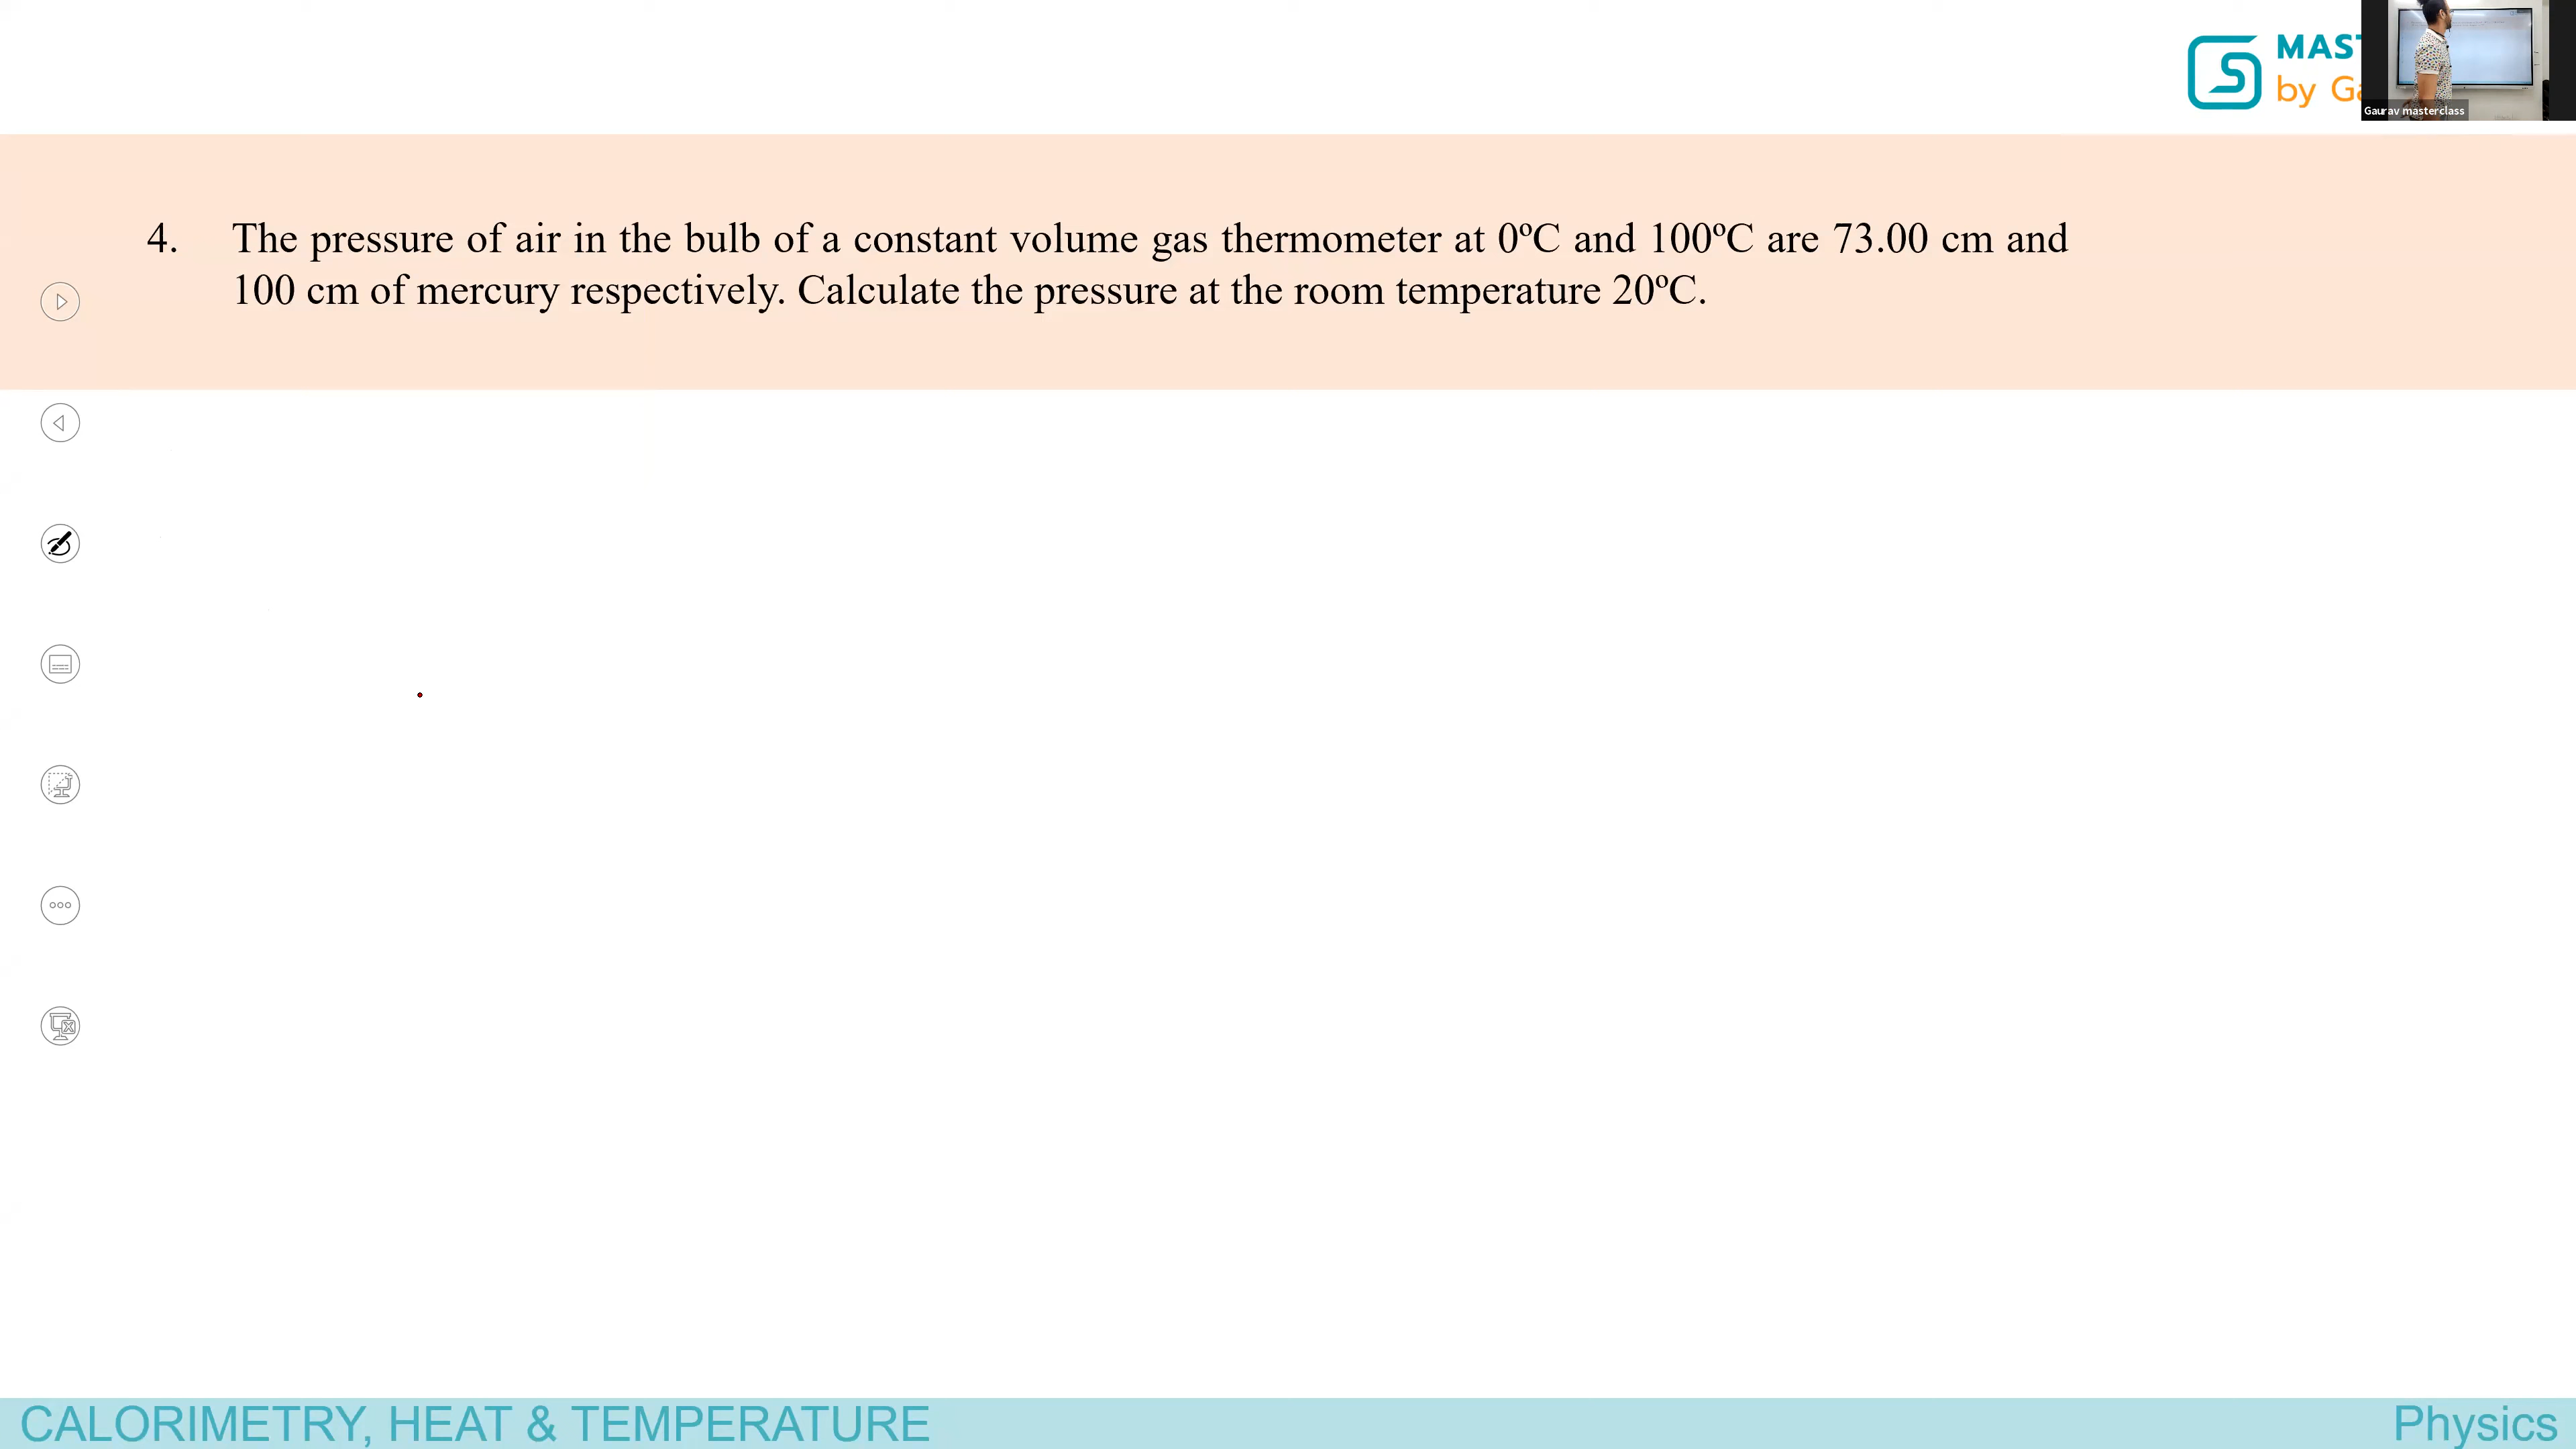 MAS
by Ga
Gaurav masterclass
4. The pressure of air in the bulb of a constant volume gas thermometer at 0ºC and 100ºC are 73.00 cm and
100 cm of mercury respectively. Calculate the pressure at the room temperature 20ºC.
CALORIMETRY, HEAT & TEMPERATURE
Physics